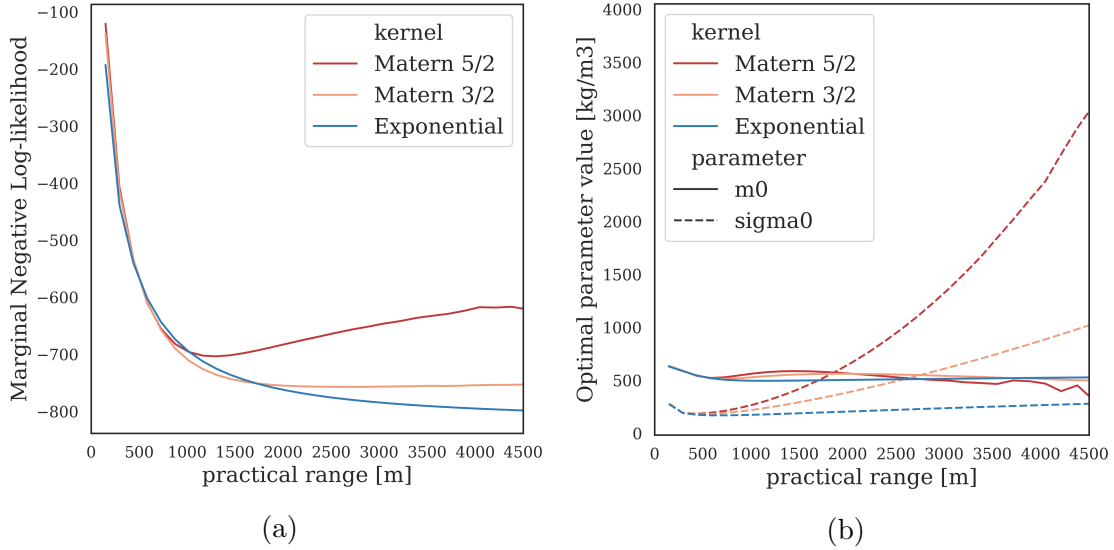 Marginal Negative Log-likelihood
−100
−200
−300
−400
−500
−600
−700
−800
kernel
Matern 5/2
Matern 3/2
Exponential
0 500 1000 1500 2000 2500 3000 3500 4000 4500
practical range [m]
(a)
Optimal parameter value [kg/m3]
4000
3500
3000
2500
2000
1500
1000
500
0
kernel
Matern 5/2
Matern 3/2
Exponential
parameter
m0
sigma0
0 500 1000 1500 2000 2500 3000 3500 4000 4500
practical range [m]
(b)